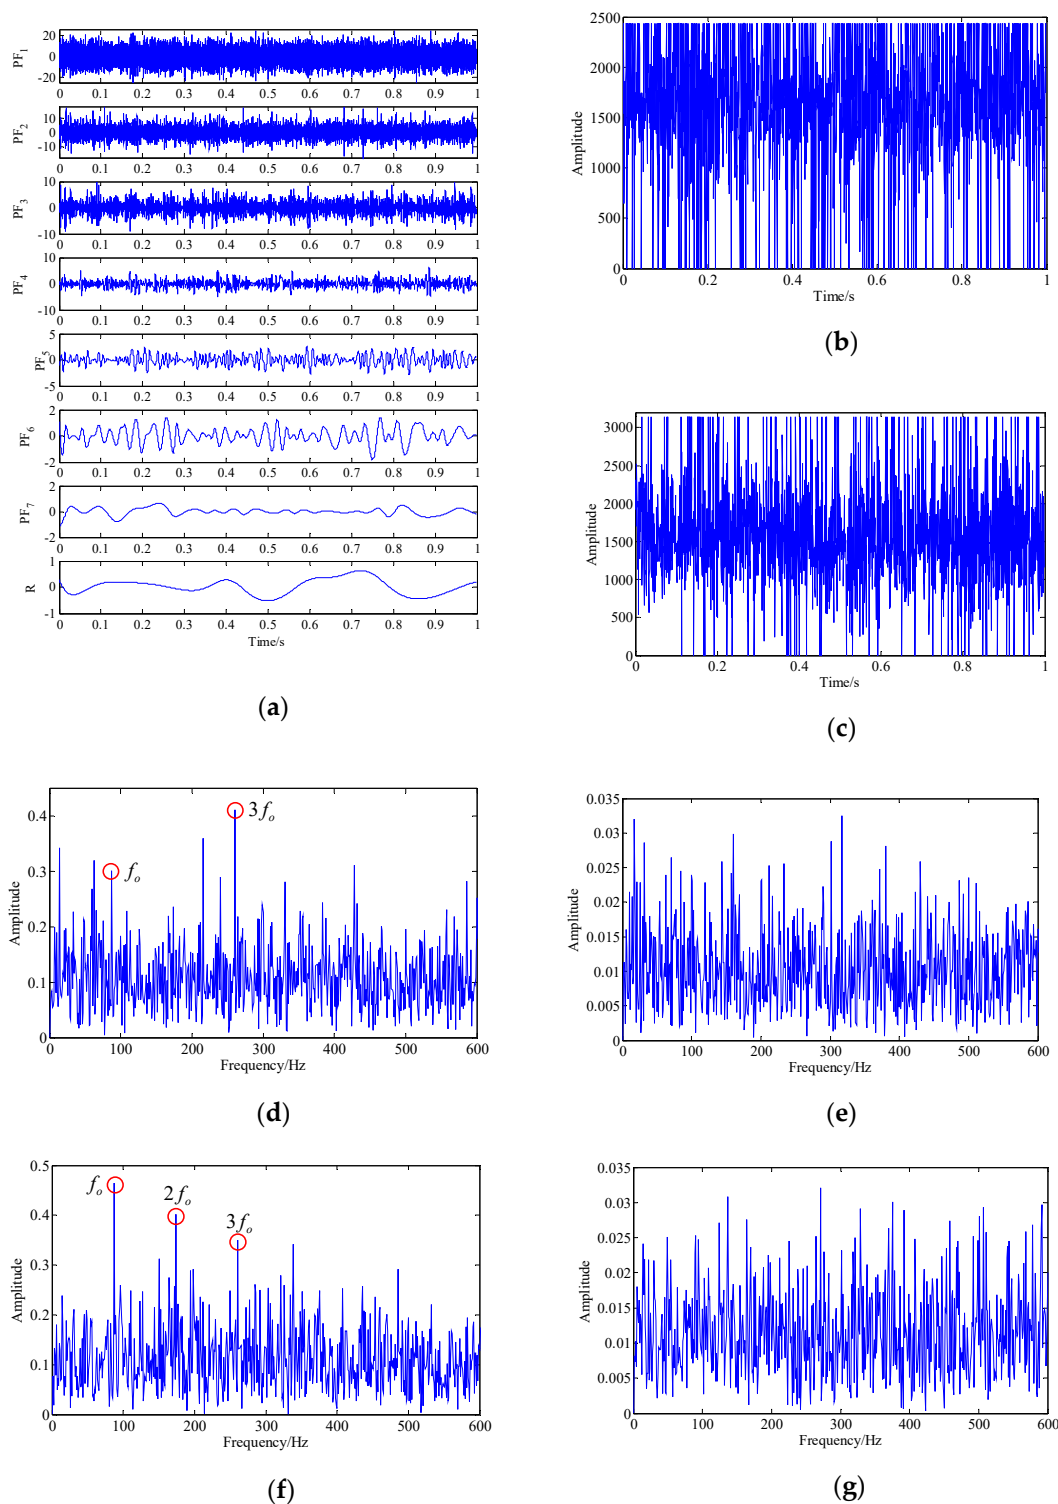 PF1
20
0
-20
0 0.1 0.2 0.3 0.4 0.5 0.6 0.7 0.8 0.9 1
PF2
10
0
-10
0 0.1 0.2 0.3 0.4 0.5 0.6 0.7 0.8 0.9 1
PF3
10
0
-10
0 0.1 0.2 0.3 0.4 0.5 0.6 0.7 0.8 0.9 1
PF4
10
0
-10
0 0.1 0.2 0.3 0.4 0.5 0.6 0.7 0.8 0.9 1
PF5
5
0
-5
0 0.1 0.2 0.3 0.4 0.5 0.6 0.7 0.8 0.9 1
PF6
2
0
-2
0 0.1 0.2 0.3 0.4 0.5 0.6 0.7 0.8 0.9 1
PF7
2
0
-2
0 0.1 0.2 0.3 0.4 0.5 0.6 0.7 0.8 0.9 1
R
1
0
-1
0 0.1 0.2 0.3 0.4 0.5 0.6 0.7 0.8 0.9 1
Time/s
(a)
Amplitude
2500
2000
1500
1000
500
0
0 0.2 0.4 0.6 0.8 1
Time/s
(b)
Amplitude
3000
2500
2000
1500
1000
500
0
0 0.2 0.4 0.6 0.8 1
Time/s
(c)
Amplitude
0.4
0.3
0.2
0.1
0
3fo
fo
0 100 200 300 400 500 600
Frequency/Hz
(d)
Amplitude
0.035
0.03
0.025
0.02
0.015
0.01
0.005
0
0 100 200 300 400 500 600
Frequency/Hz
(e)
Amplitude
0.5
0.4
0.3
0.2
0.1
0
fo
2fo
3fo
0 100 200 300 400 500 600
Frequency/Hz
(f)
Amplitude
0.035
0.03
0.025
0.02
0.015
0.01
0.005
0
0 100 200 300 400 500 600
Frequency/Hz
(g)